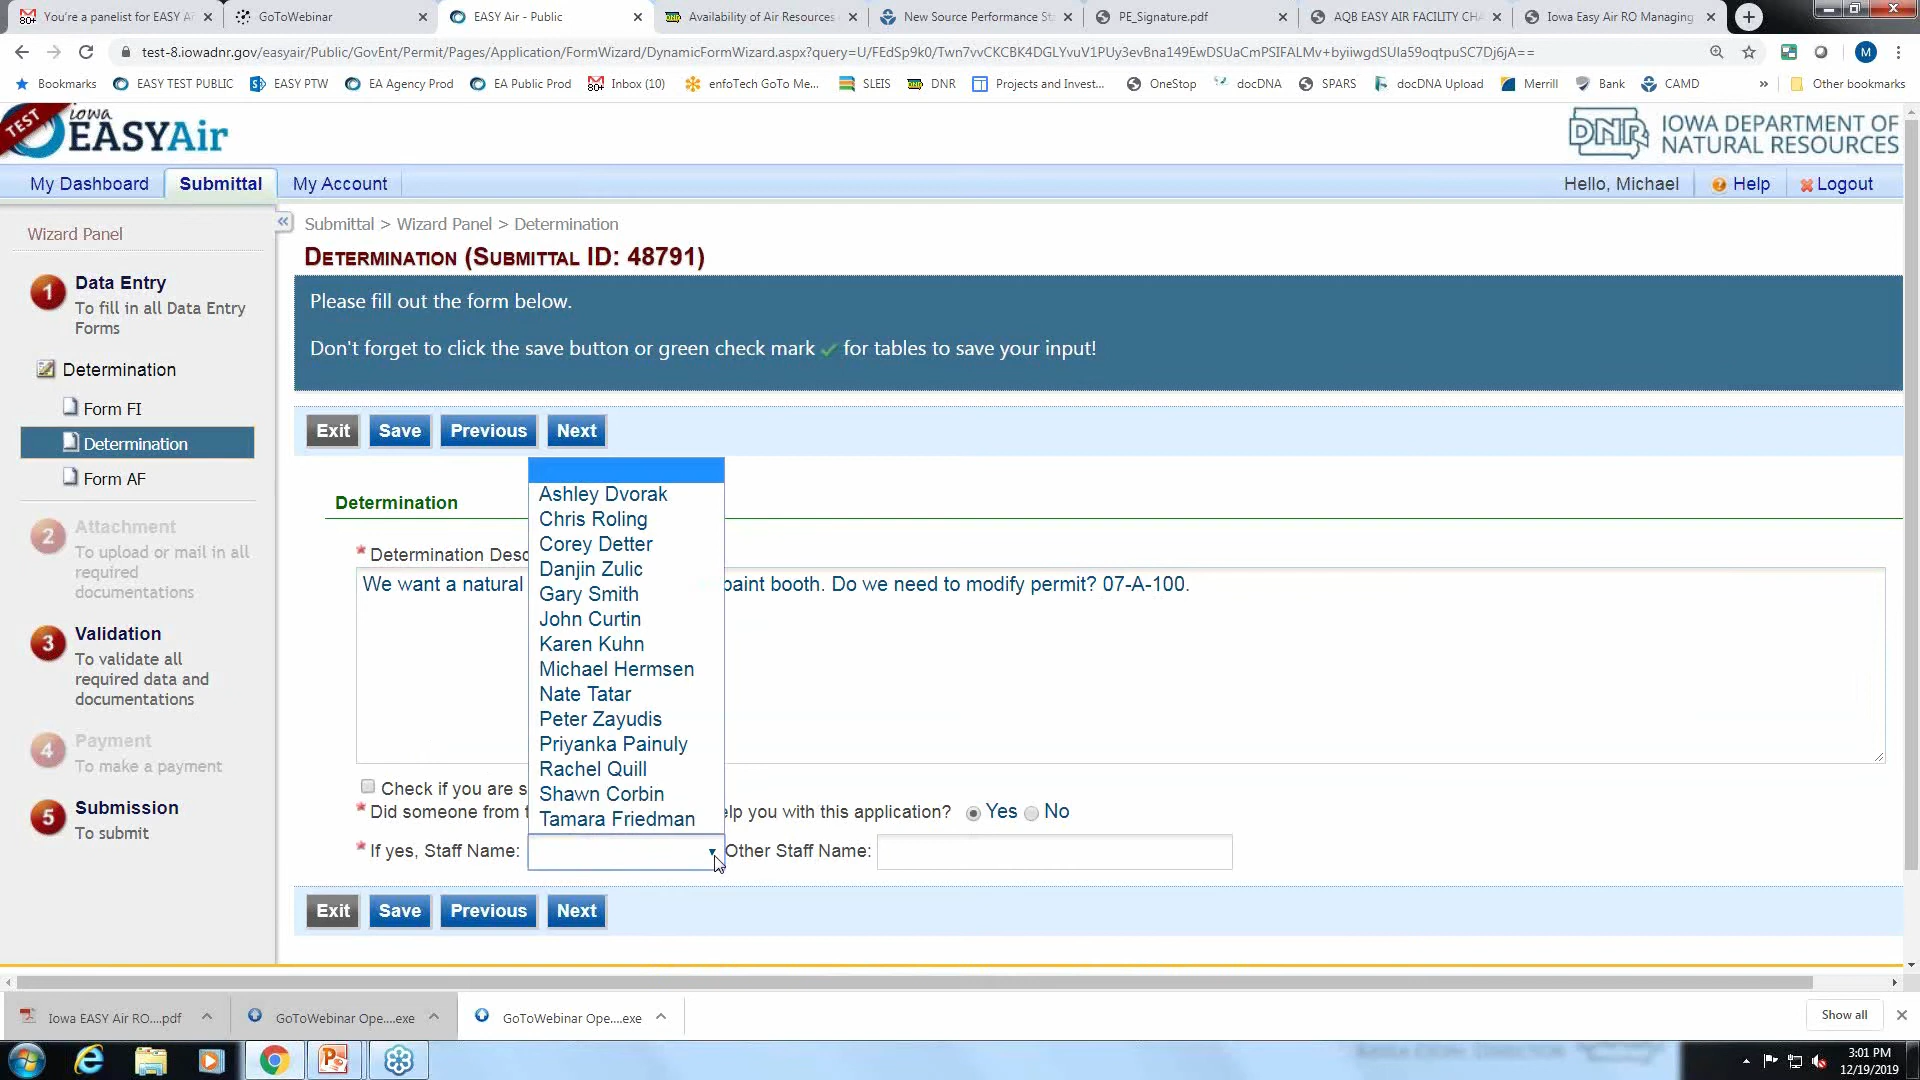 You're a panelist for EASY Air
GoToWebinar
EASY Air - Public
Availability of Air Resources
New Source Performance Sta
PE_Signature.pdf
AQB EASY AIR FACILITY CHA
Iowa Easy Air RO Managing
test-8.iowadnr.gov/easyair/Public/GovEnt/Permit/Pages/Application/FormWizard/DynamicFormWizard.aspx?query=U/FEdSp9k0/Twn7vvCKCBK4DGLYvuV1PUy3evBna149EwDSUaCmPSIFALMv+byiiwgdSUIa59oqtpuSC7Dj6jA==
M
Bookmarks
EASY TEST PUBLIC
EASY PTW
EA Agency Prod
EA Public Prod
Inbox (10)
enfoTech GoTo Me...
SLEIS
DNR
Projects and Invest...
OneStop
docDNA
SPARS
docDNA Upload
Merrill
Bank
CAMD
»
Other bookmarks
TEST
iowa
EASYAir
DNR
IOWA DEPARTMENT OF
NATURAL RESOURCES
My Dashboard
Submittal
My Account
Hello, Michael
Help
Logout
Wizard Panel
1
Data Entry
To fill in all Data Entry
Forms
Determination
Form FI
Determination
Form AF
2
Attachment
To upload or mail in all
required
documentations
3
Validation
To validate all
required data and
documentations
4
Payment
To make a payment
5
Submission
To submit
Submittal > Wizard Panel > Determination
Determination (Submittal ID: 48791)
Please fill out the form below.
Don't forget to click the save button or green check mark ✓ for tables to save your input!
Exit
Save
Previous
Next
Determination
* Determination Desc
We want a natural
paint booth. Do we need to modify permit? 07-A-100.
Ashley Dvorak
Chris Roling
Corey Detter
Danjin Zulic
Gary Smith
John Curtin
Karen Kuhn
Michael Hermsen
Nate Tatar
Peter Zayudis
Priyanka Painuly
Rachel Quill
Shawn Corbin
Tamara Friedman
Check if you are s
* Did someone from t
elp you with this application?
Yes
No
* If yes, Staff Name:
Other Staff Name:
Exit
Save
Previous
Next
Iowa EASY Air RO....pdf
GoToWebinar Ope....exe
GoToWebinar Ope....exe
Show all
3:01 PM
12/19/2019